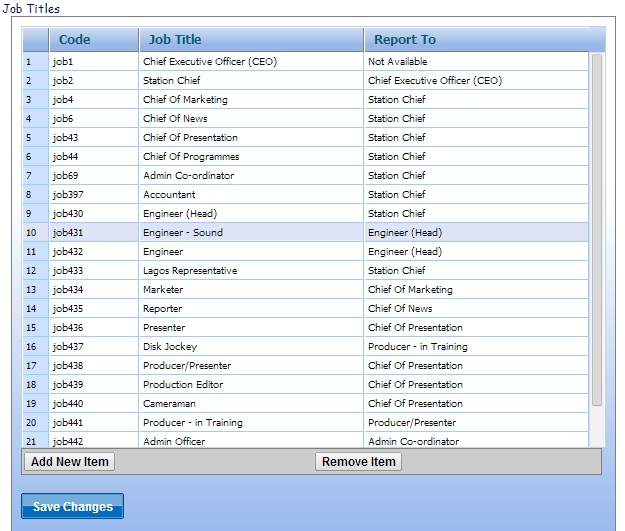 Job Titles
Code Job Title Report To
1 job1 Chief Executive Officer (CEO) Not Available
2 job2 Station Chief Chief Executive Officer (CEO)
3 job4 Chief Of Marketing Station Chief
4 job6 Chief Of News Station Chief
5 job43 Chief Of Presentation Station Chief
6 job44 Chief Of Programmes Station Chief
7 job69 Admin Co-ordinator Station Chief
8 job397 Accountant Station Chief
9 job430 Engineer (Head) Station Chief
10 job431 Engineer - Sound Engineer (Head)
11 job432 Engineer Engineer (Head)
12 job433 Lagos Representative Station Chief
13 job434 Marketer Chief Of Marketing
14 job435 Reporter Chief Of News
15 job436 Presenter Chief Of Presentation
16 job437 Disk Jockey Producer - in Training
17 job438 Producer/Presenter Chief Of Presentation
18 job439 Production Editor Chief Of Presentation
19 job440 Cameraman Chief Of Presentation
20 job441 Producer - in Training Producer/Presenter
21 job442 Admin Officer Admin Co-ordinator
Add New Item Remove Item
Save Changes